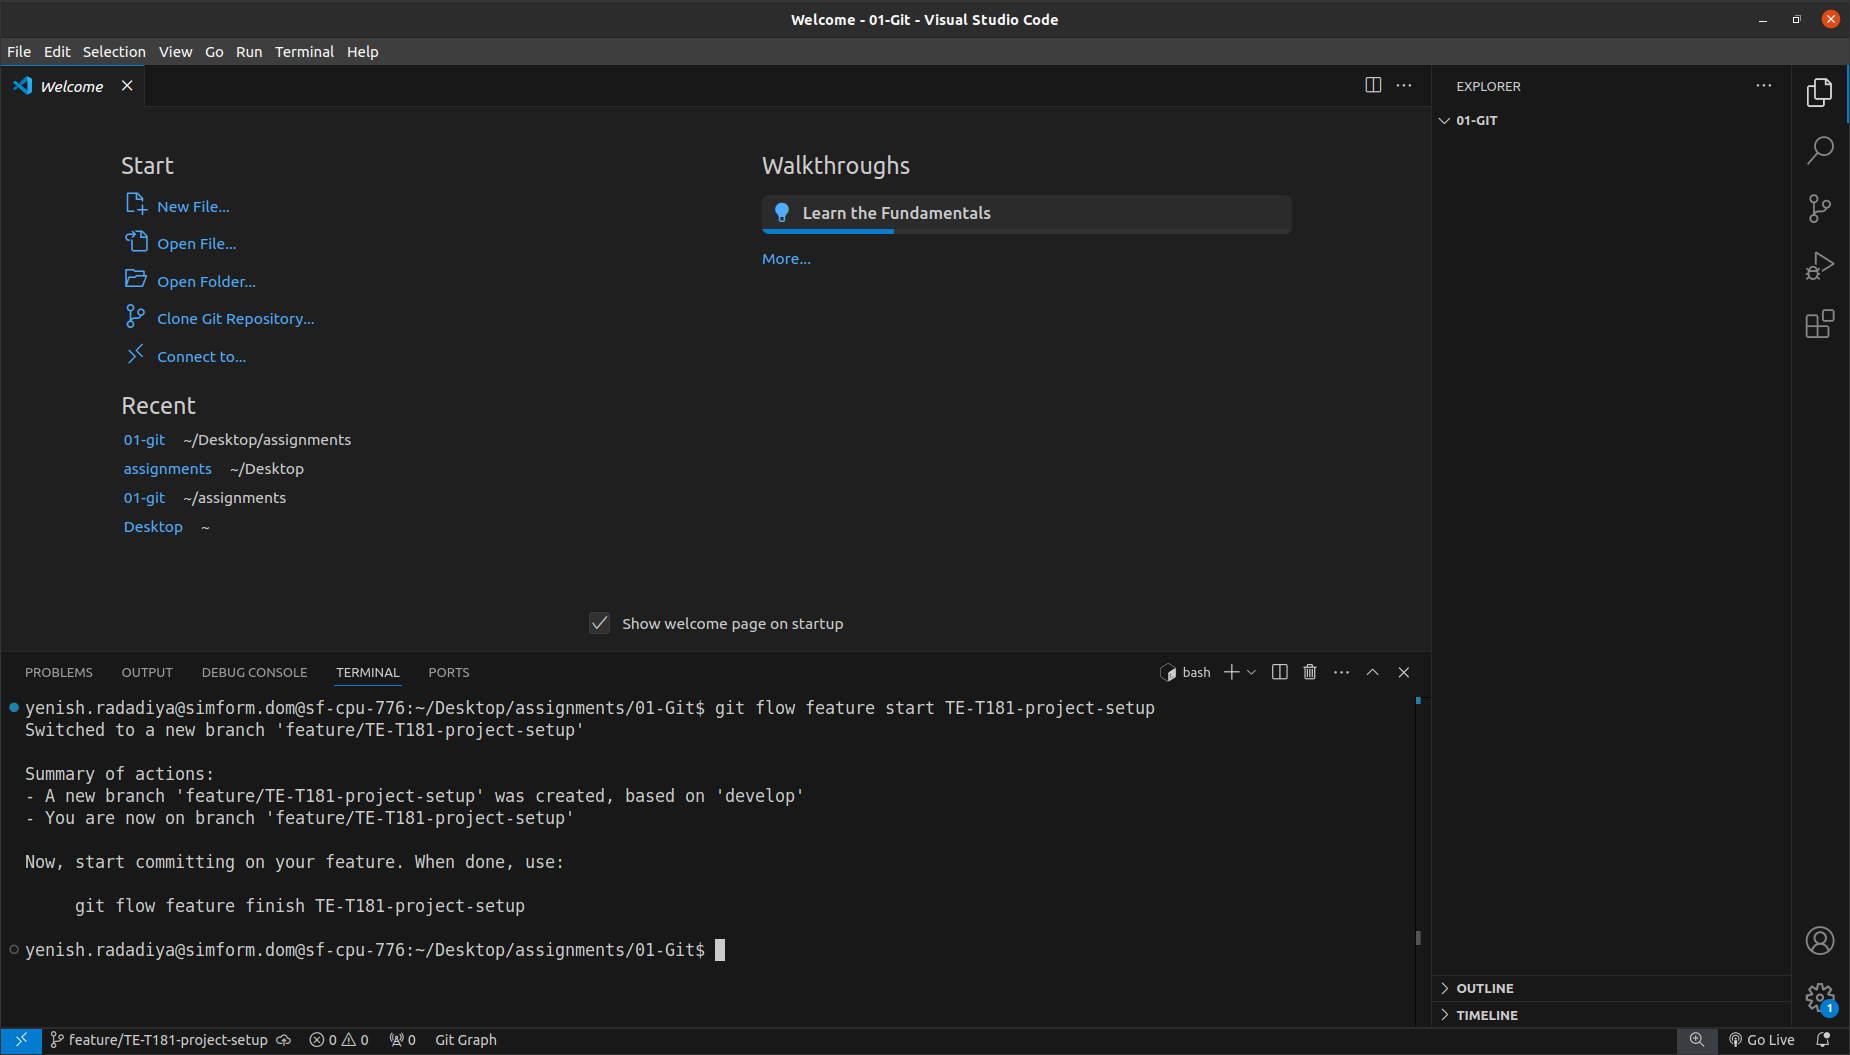 Welcome - 01-Git - Visual Studio Code
File Edit Selection View Go Run Terminal Help
Welcome
Start
New File...
Open File...
Open Folder...
Clone Git Repository...
Connect to...
Recent
01-git ~/Desktop/assignments
assignments ~/Desktop
01-git ~/assignments
Desktop ~
Walkthroughs
Learn the Fundamentals
More...
Show welcome page on startup
EXPLORER
01-GIT
OUTLINE
TIMELINE
1
PROBLEMS OUTPUT DEBUG CONSOLE TERMINAL PORTS
bash
yenish.radadiya@simform.dom@sf-cpu-776:~/Desktop/assignments/01-Git$ git flow feature start TE-T181-project-setup
Switched to a new branch 'feature/TE-T181-project-setup'
Summary of actions:
- A new branch 'feature/TE-T181-project-setup' was created, based on 'develop'
- You are now on branch 'feature/TE-T181-project-setup'
Now, start committing on your feature. When done, use:
git flow feature finish TE-T181-project-setup
yenish.radadiya@simform.dom@sf-cpu-776:~/Desktop/assignments/01-Git$
feature/TE-T181-project-setup 0 0 0 Git Graph Go Live